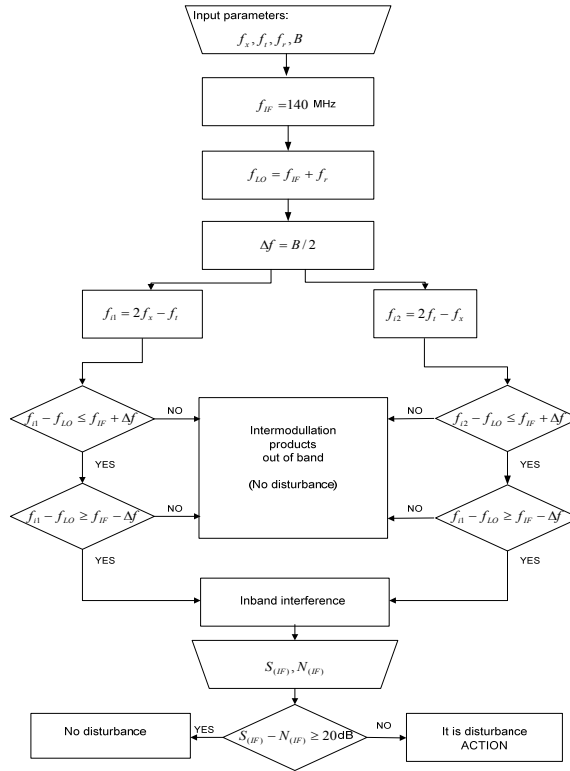 Input parameters:
f_x, f_t, f_r, B
f_IF = 140 MHz
f_LO = f_IF + f_r
Δf = B / 2
f_i1 = 2f_x − f_t
f_i2 = 2f_t − f_x
f_i1 − f_LO ≤ f_IF + Δf
NO
YES
Intermodullation
products
out of band
(No disturbance)
NO
f_i2 − f_LO ≤ f_IF + Δf
YES
f_i1 − f_LO ≥ f_IF − Δf
NO
YES
NO
f_i1 − f_LO ≥ f_IF − Δf
YES
Inband interference
S_(IF), N_(IF)
No disturbance
YES
S_(IF) − N_(IF) ≥ 20 dB
NO
It is disturbance
ACTION